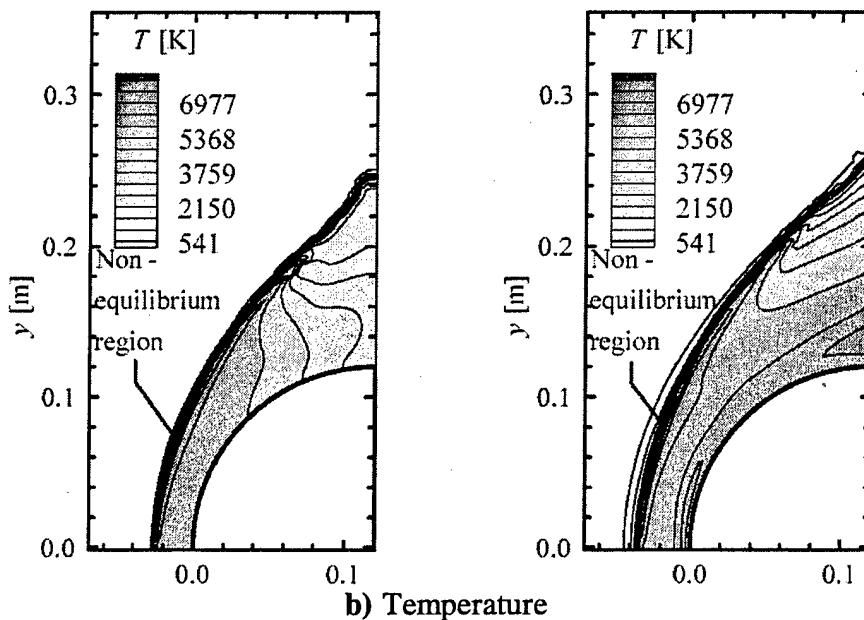 T [K]
6977
5368
3759
2150
541
Non -
equilibrium
region
y [m]
0.3
0.2
0.1
0.0
0.0
0.1
T [K]
6977
5368
3759
2150
541
Non -
equilibrium
region
y [m]
0.3
0.2
0.1
0.0
0.0
0.1
b) Temperature